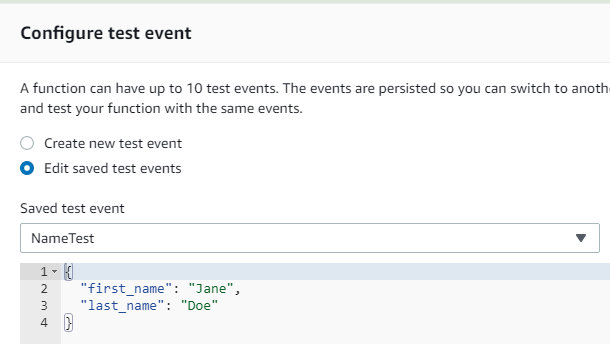 Configure test event
A function can have up to 10 test events. The events are persisted so you can switch to anoth
and test your function with the same events.
Create new test event
Edit saved test events
Saved test event
NameTest
1 {
2 "first_name": "Jane",
3 "last_name": "Doe"
4 }